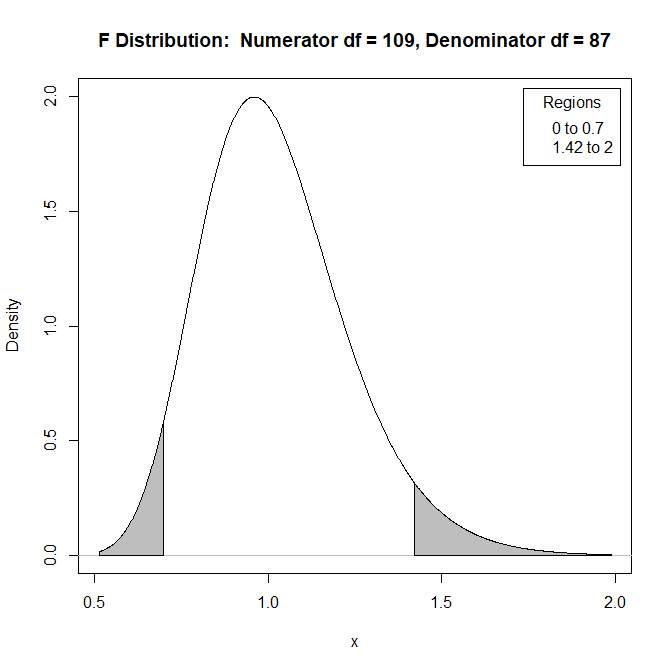 F Distribution:  Numerator df = 109, Denominator df = 87
Regions
0 to 0.7
1.42 to 2
Density
2.0
1.5
1.0
0.5
0.0
0.5 1.0 1.5 2.0
x